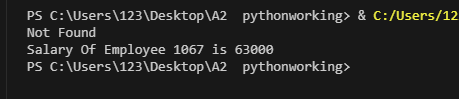 PS C:\Users\123\Desktop\A2  pythonworking> & C:/Users/12
Not Found
Salary Of Employee 1067 is 63000
PS C:\Users\123\Desktop\A2  pythonworking>